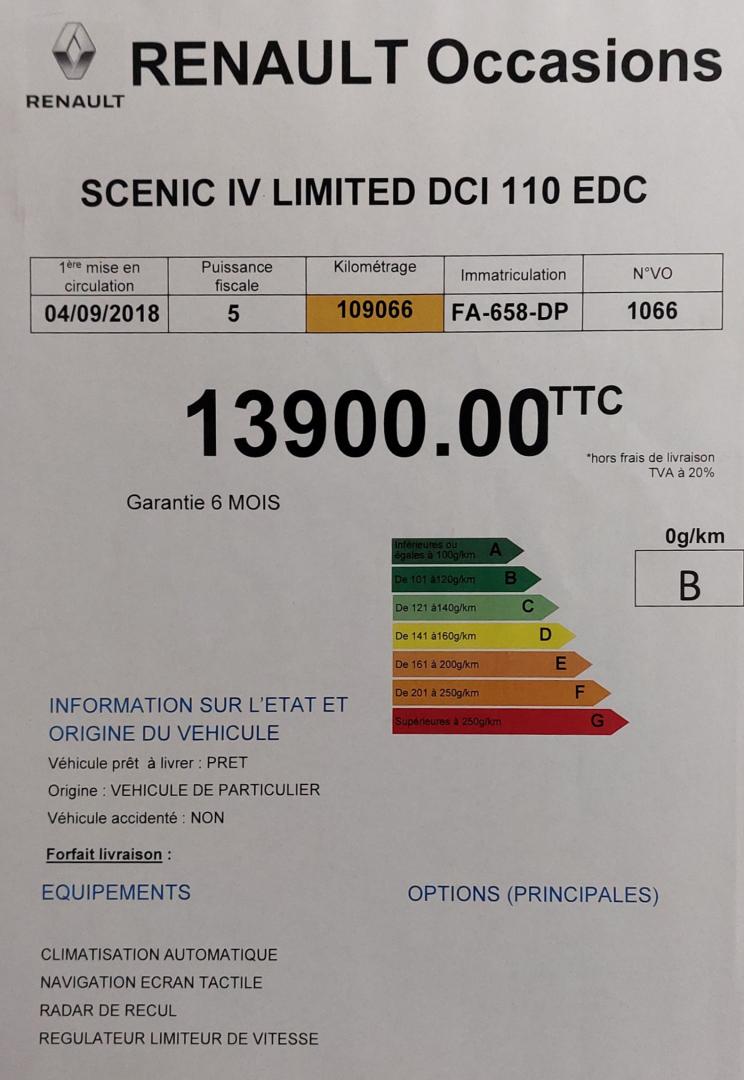 RENAULT
RENAULT Occasions
SCENIC IV LIMITED DCI 110 EDC
1ère mise en circulation
Puissance fiscale
Kilométrage
Immatriculation
N°VO
04/09/2018
5
109066
FA-658-DP
1066
13900.00TTC
*hors frais de livraison
TVA à 20%
Garantie 6 MOIS
0g/km
B
Inférieures ou
égales à 100g/km A
De 101 à120g/km B
De 121 à140g/km C
De 141 à160g/km D
De 161 à 200g/km E
De 201 à 250g/km F
Supérieures à 250g/km G
INFORMATION SUR L'ETAT ET
ORIGINE DU VEHICULE
Véhicule prêt à livrer : PRET
Origine : VEHICULE DE PARTICULIER
Véhicule accidenté : NON
Forfait livraison :
EQUIPEMENTS
OPTIONS (PRINCIPALES)
CLIMATISATION AUTOMATIQUE
NAVIGATION ECRAN TACTILE
RADAR DE RECUL
REGULATEUR LIMITEUR DE VITESSE